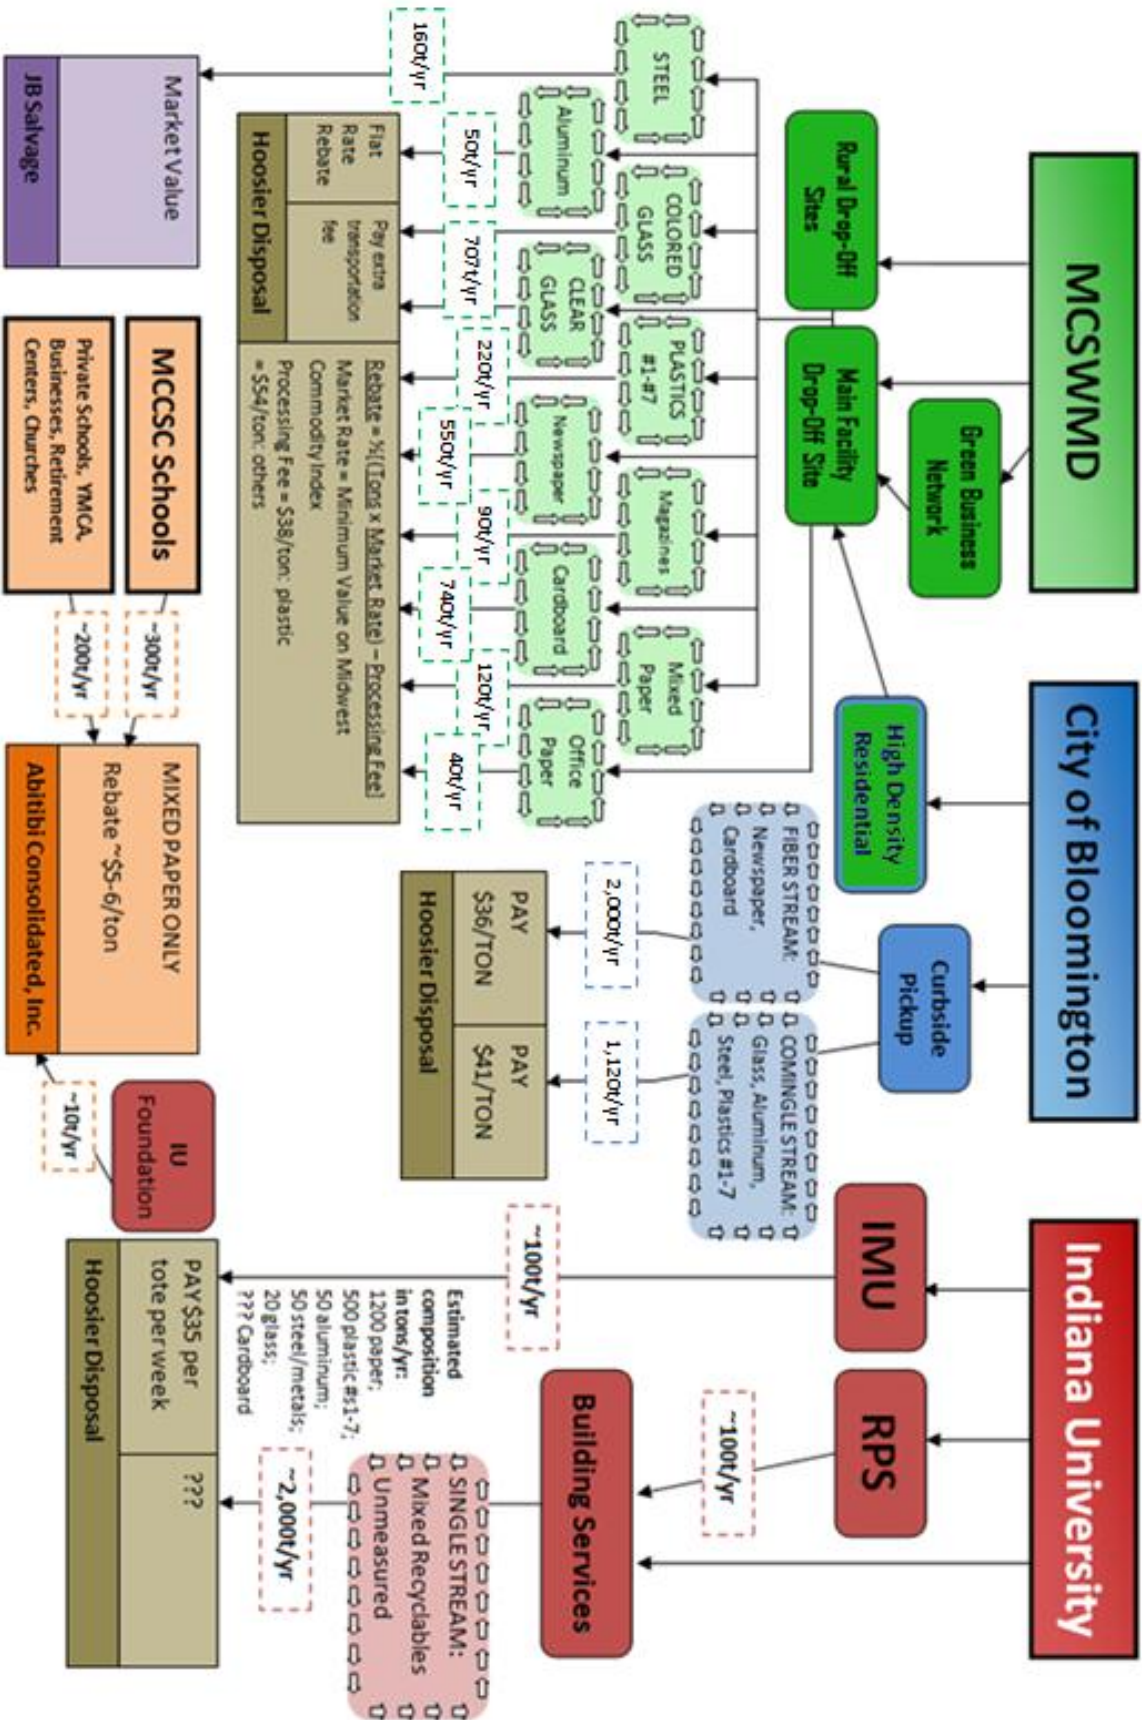 MCSWMD
City of Bloomington
Indiana University
Green Business
Network
Rural Drop-Off
Sites
Main Facility
Drop-Off Site
High Density
Residential
Curbside
Pickup
IMU
RPS
STEEL
COLORED
GLASS
PLASTICS
#1-#7
Magazines
Mixed
Paper
Aluminum
CLEAR
GLASS
Newspaper
Cardboard
Office
Paper
FIBER STREAM:
Newspaper,
Cardboard
COMINGLE STREAM:
Glass, Aluminum,
Steel, Plastics #1-7
~100t/yr
Building Services
160t/yr
50t/yr
707t/yr
220t/yr
550t/yr
90t/yr
740t/yr
120t/yr
40t/yr
2,000t/yr
1,120t/yr
~100t/yr
PAY
$36/TON
PAY
$41/TON
Hoosier Disposal
Flat
Rate
Rebate
Pay extra
transportation
fee
Rebate = ½[(Tons x Market Rate) – Processing Fee]
Market Rate = Minimum Value on Midwest
Commodity Index
Processing Fee = $38/ton: plastic
= $54/ton: others
Hoosier Disposal
Estimated
composition
in tons/yr:
1200 paper;
500 plastic #s1-7;
50 aluminum;
50 steel/metals;
20 glass;
??? Cardboard
SINGLE STREAM:
Mixed Recyclables
Unmeasured
~2,000t/yr
Market Value
JB Salvage
MCCSC Schools
Private Schools, YMCA,
Businesses, Retirement
Centers, Churches
~300t/yr
~200t/yr
MIXED PAPER ONLY
Rebate ~$5-6/ton
Abitibi Consolidated, Inc.
IU
Foundation
~10t/yr
PAY $35 per
tote per week
???
Hoosier Disposal